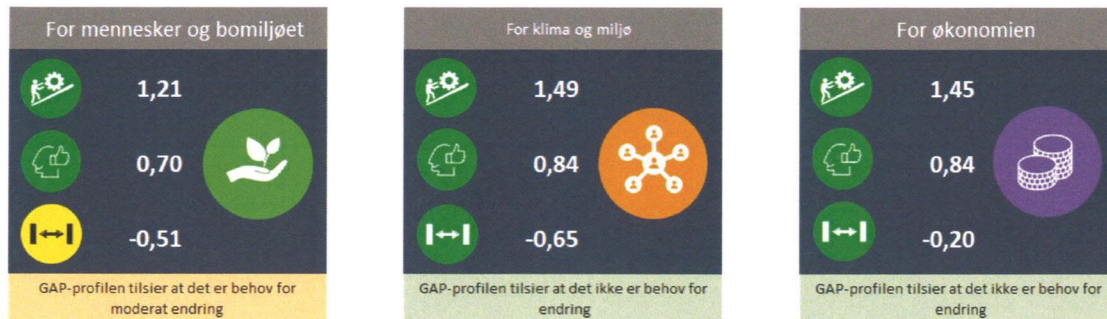 For mennesker og bomiljøet
1,21
0,70
-0,51
GAP-profilen tilsier at det er behov for
moderat endring
For klima og miljø
1,49
0,84
-0,65
GAP-profilen tilsier at det ikke er behov for
endring
For økonomien
1,45
0,84
-0,20
GAP-profilen tilsier at det ikke er behov for
endring